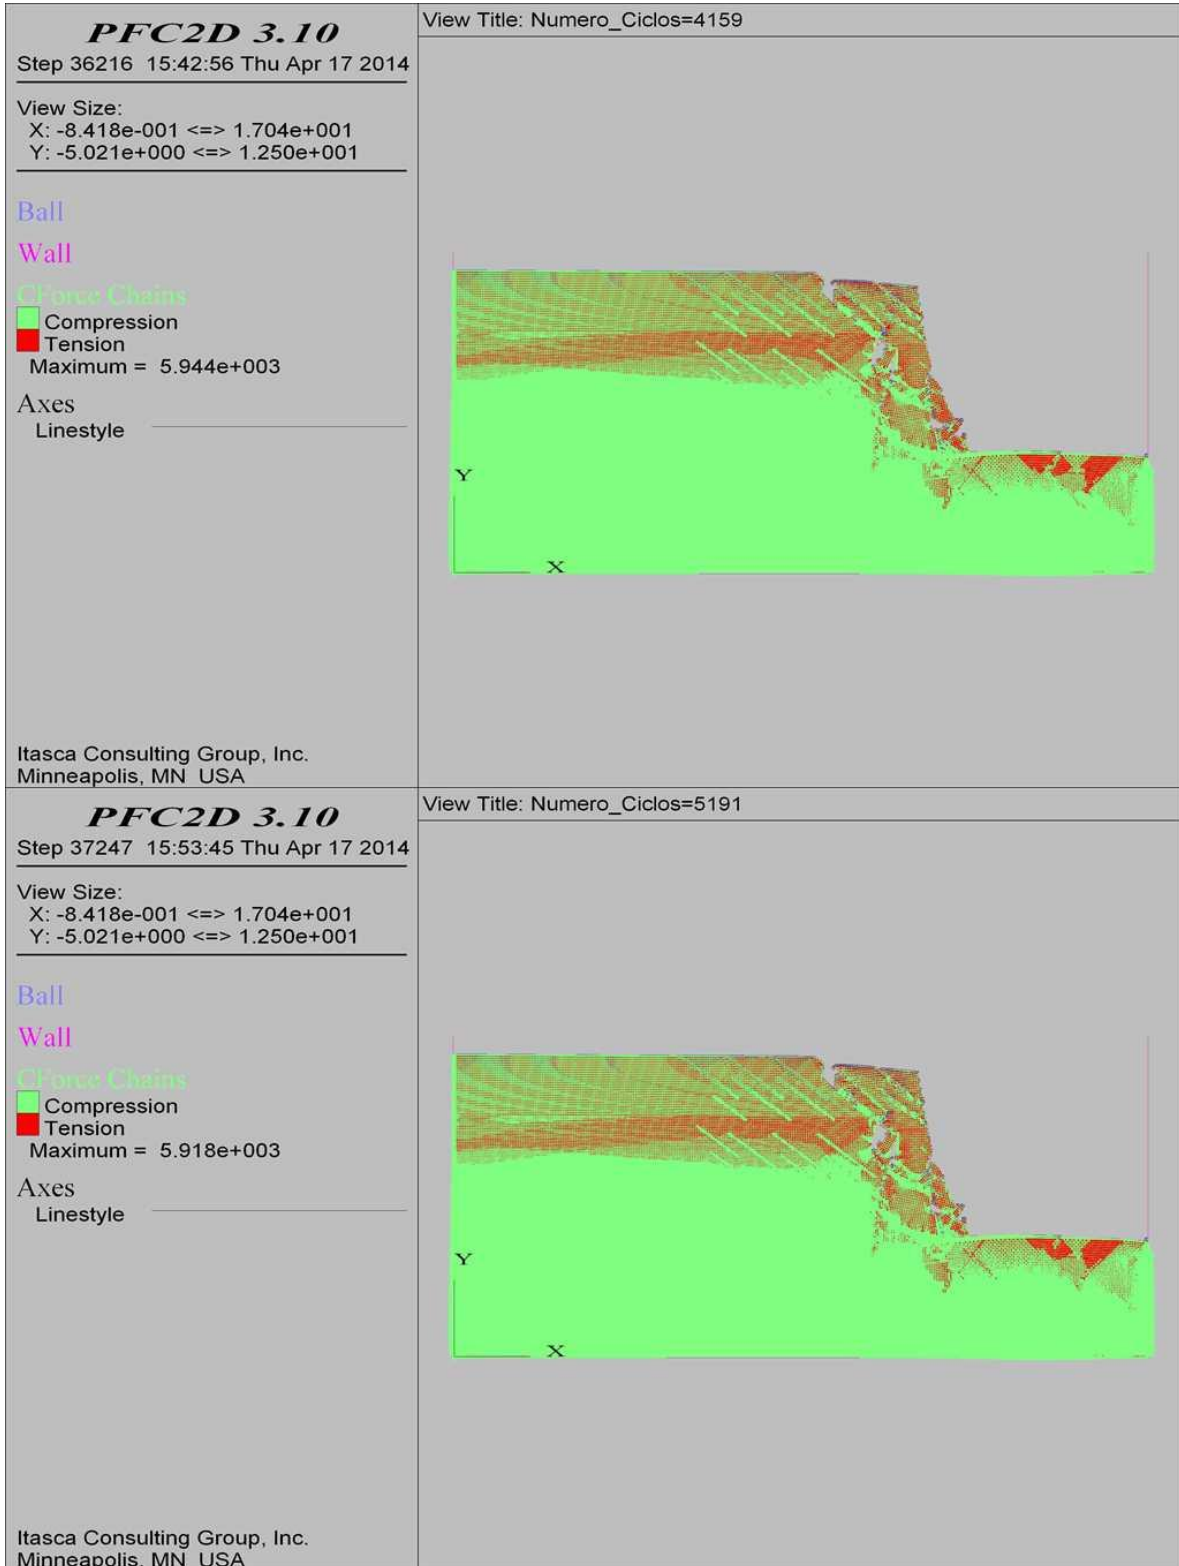 PFC2D 3.10
Step 36216  15:42:56 Thu Apr 17 2014
View Size:
X: -8.418e-001 <=> 1.704e+001
Y: -5.021e+000 <=> 1.250e+001
Ball
Wall
CForce Chains
Compression
Tension
Maximum =  5.944e+003
Axes
Linestyle
Itasca Consulting Group, Inc.
Minneapolis, MN  USA
View Title: Numero_Ciclos=4159
Y
X
PFC2D 3.10
Step 37247  15:53:45 Thu Apr 17 2014
View Size:
X: -8.418e-001 <=> 1.704e+001
Y: -5.021e+000 <=> 1.250e+001
Ball
Wall
CForce Chains
Compression
Tension
Maximum =  5.918e+003
Axes
Linestyle
Itasca Consulting Group, Inc.
Minneapolis, MN  USA
View Title: Numero_Ciclos=5191
Y
X